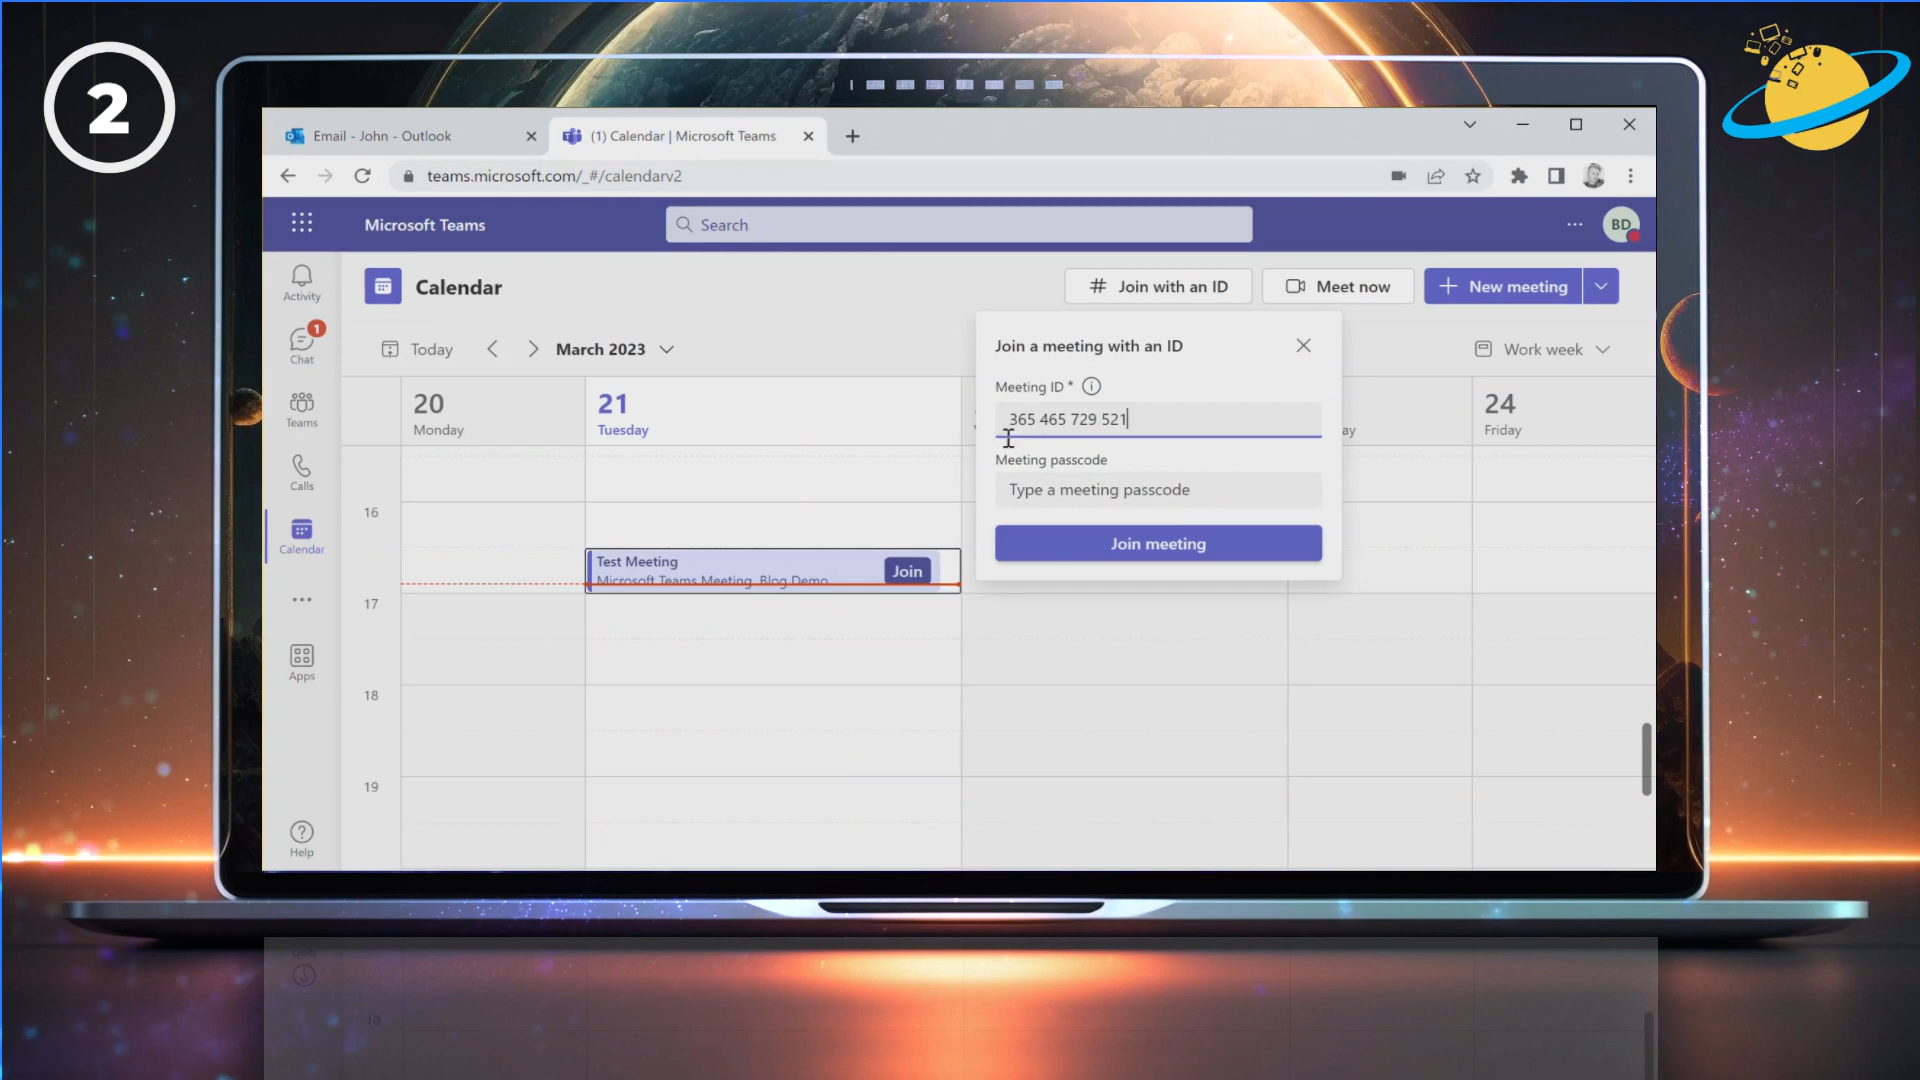 2
Email - John - Outlook
(1) Calendar | Microsoft Teams
teams.microsoft.com/_#/calendarv2
Microsoft Teams
Search
BD
Activity
Calendar
# Join with an ID
Meet now
New meeting
1
Chat
Today
March 2023
Join a meeting with an ID
Work week
Meeting ID *
365 465 729 521
Meeting passcode
Type a meeting passcode
Join meeting
Teams
20
Monday
21
Tuesday
ay
24
Friday
Calls
16
Calendar
Test Meeting
Microsoft Teams Meeting, Blog Demo
Join
17
Apps
18
19
Help